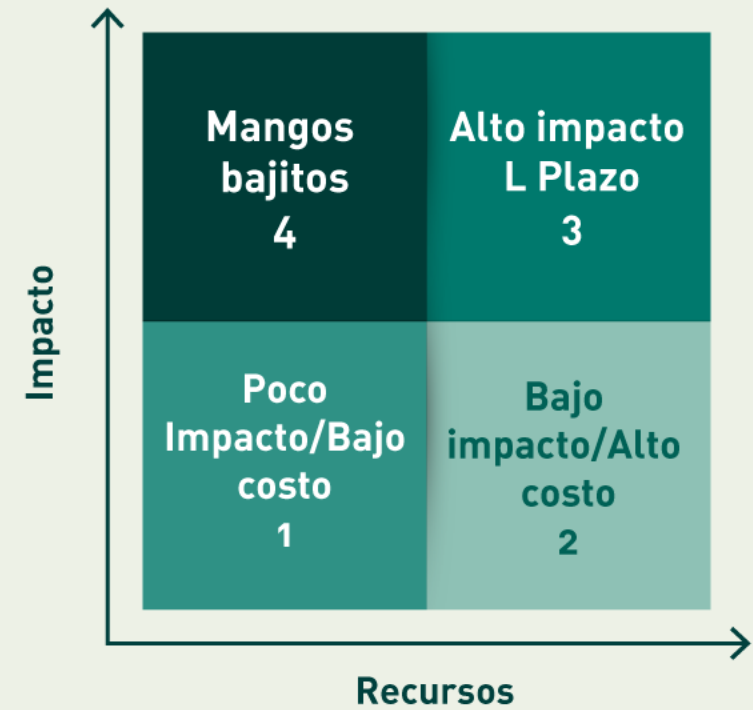 Impacto
Mangos
bajitos
4
Alto impacto
L Plazo
3
Poco
Impacto/Bajo
costo
1
Bajo
impacto/Alto
costo
2
Recursos